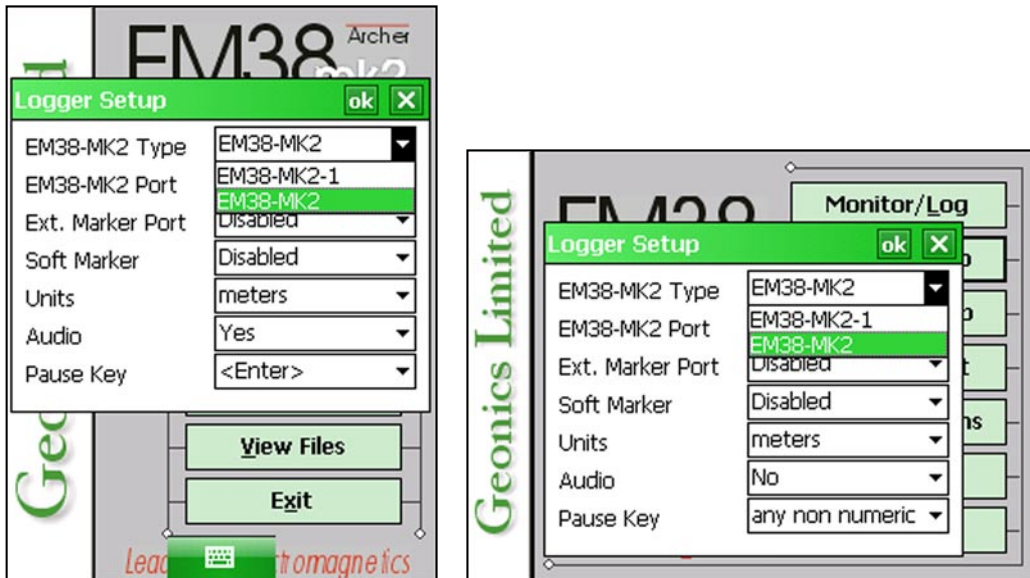 EM38
Archer
mk2
Logger Setup
ok
EM38-MK2 Type
EM38-MK2
EM38-MK2-1
EM38-MK2
EM38-MK2 Port
Ext. Marker Port
Disabled
Soft Marker
Disabled
Units
meters
Audio
Yes
Pause Key
<Enter>
View Files
Exit
Geonics Limited
EM38
Monitor/Log
Logger Setup
ok
EM38-MK2 Type
EM38-MK2
EM38-MK2-1
EM38-MK2
EM38-MK2 Port
Ext. Marker Port
Disabled
Soft Marker
Disabled
Units
meters
Audio
No
Pause Key
any non numeric